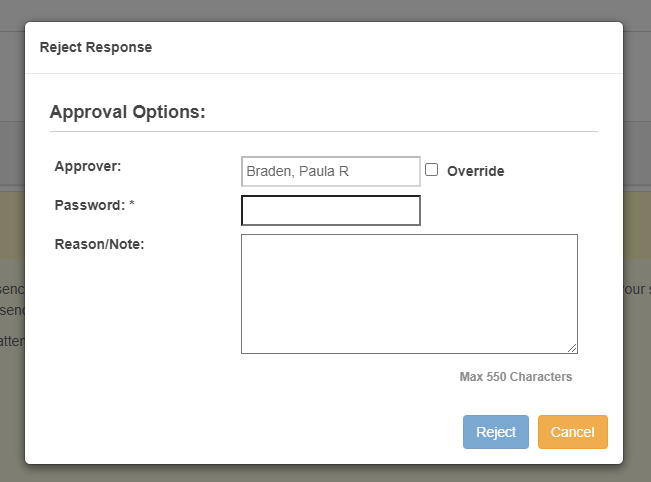 Reject Response
Approval Options:
Approver:
Braden, Paula R
Override
Password: *
Reason/Note:
Max 550 Characters
Reject
Cancel